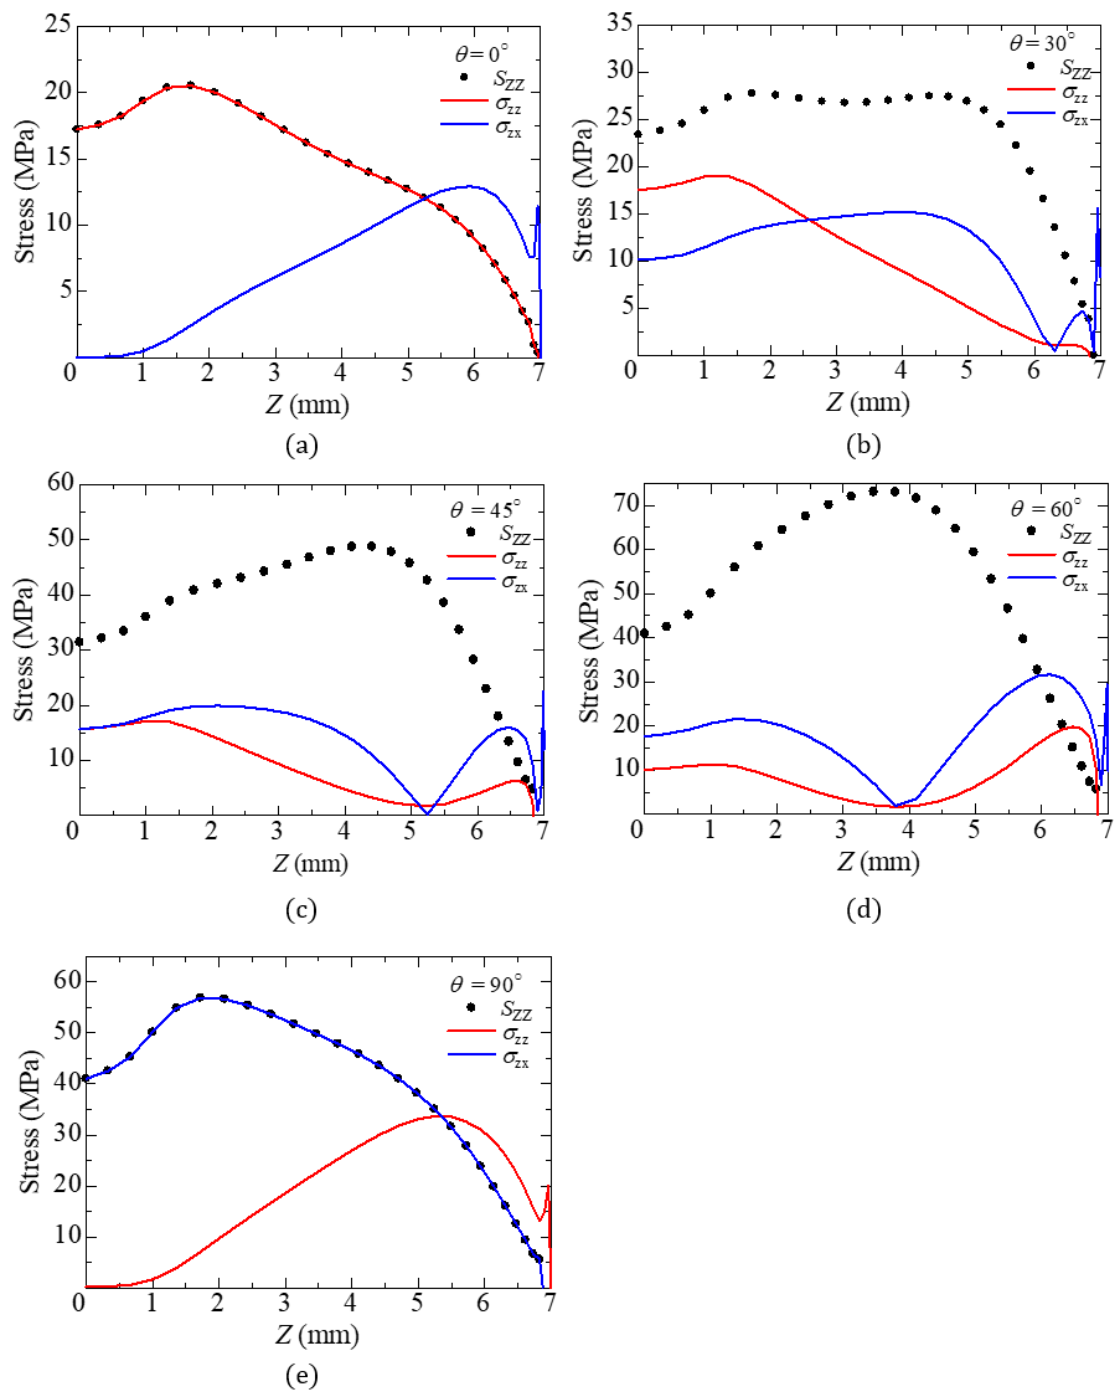 25
20
15
10
5
0 1 2 3 4 5 6 7
Stress (MPa)
Z (mm)
θ = 0°
S_ZZ
σ_zz
σ_zx
(a)
35
30
25
20
15
10
5
0 1 2 3 4 5 6 7
Stress (MPa)
Z (mm)
θ = 30°
S_ZZ
σ_zz
σ_zx
(b)
60
50
40
30
20
10
0 1 2 3 4 5 6 7
Stress (MPa)
Z (mm)
θ = 45°
S_ZZ
σ_zz
σ_zx
(c)
70
60
50
40
30
20
10
0 1 2 3 4 5 6 7
Stress (MPa)
Z (mm)
θ = 60°
S_ZZ
σ_zz
σ_zx
(d)
60
50
40
30
20
10
0 1 2 3 4 5 6 7
Stress (MPa)
Z (mm)
θ = 90°
S_ZZ
σ_zz
σ_zx
(e)